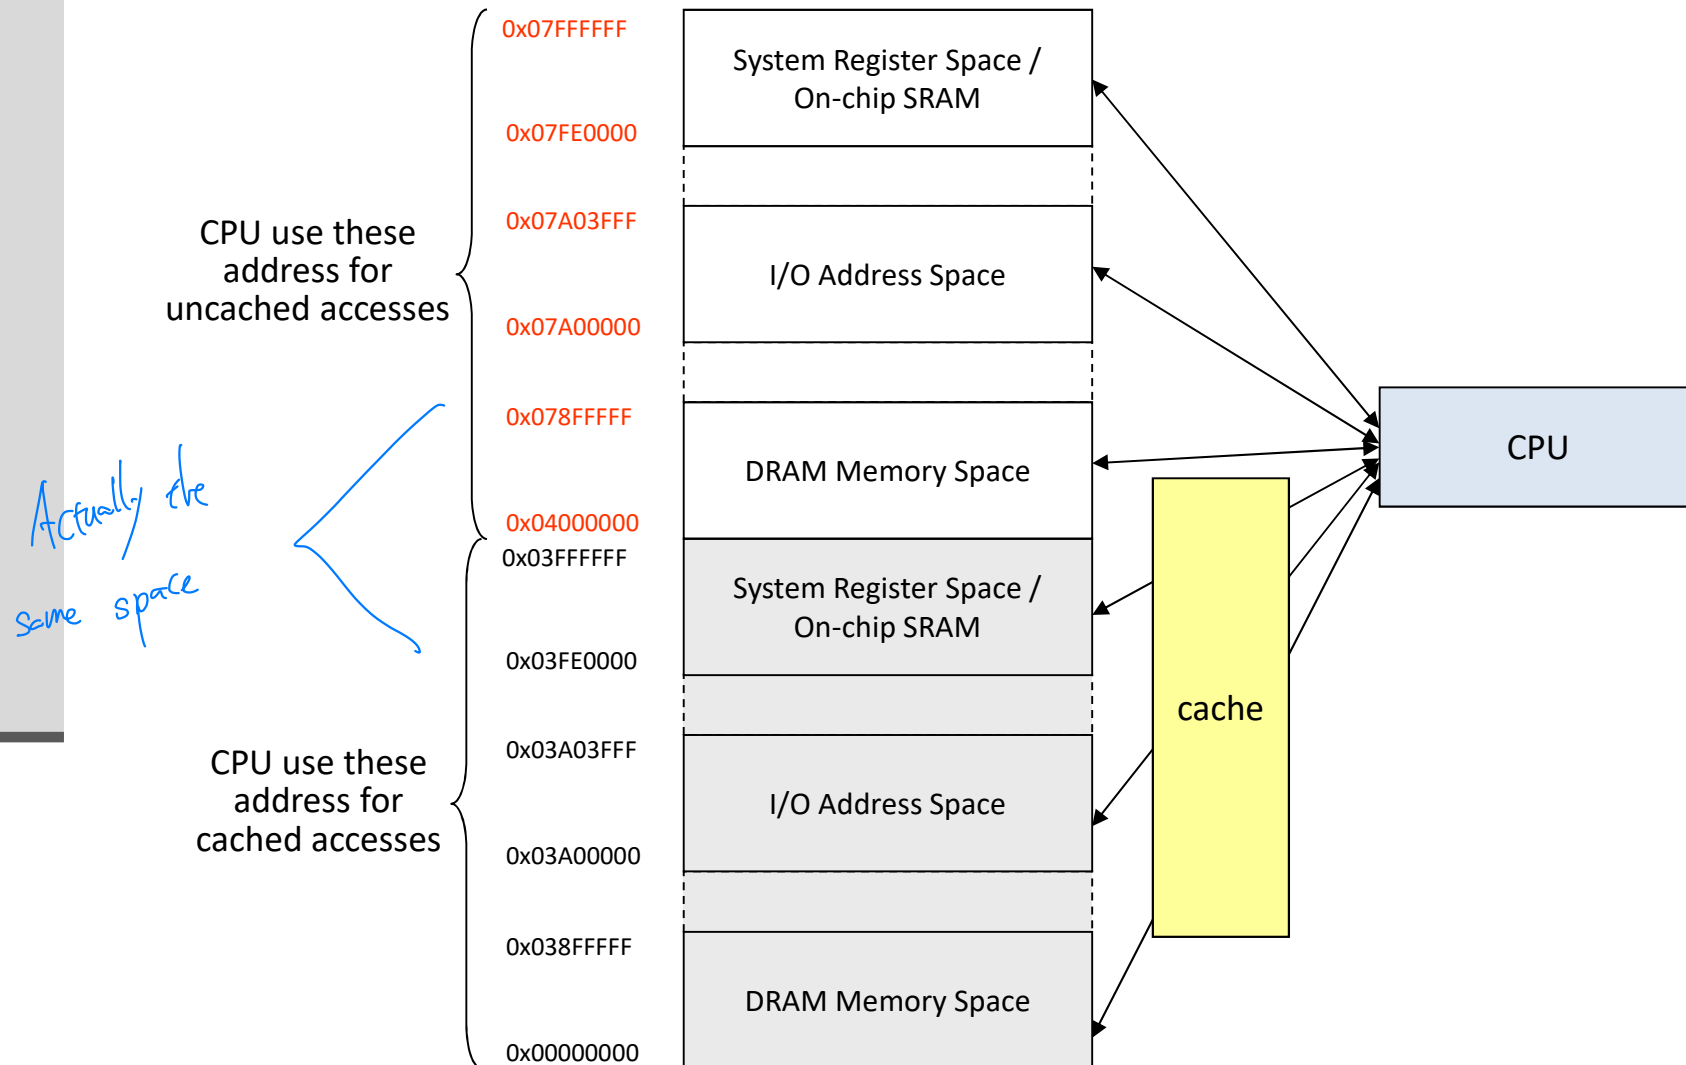 0x07FFFFFF
System Register Space /
On-chip SRAM
0x07FE0000
CPU use these
address for
uncached accesses
0x07A03FFF
I/O Address Space
0x07A00000
0x078FFFFF
DRAM Memory Space
0x04000000
CPU
Actually the
same space
0x03FFFFFF
System Register Space /
On-chip SRAM
0x03FE0000
cache
CPU use these
address for
cached accesses
0x03A03FFF
I/O Address Space
0x03A00000
0x038FFFFF
DRAM Memory Space
0x00000000